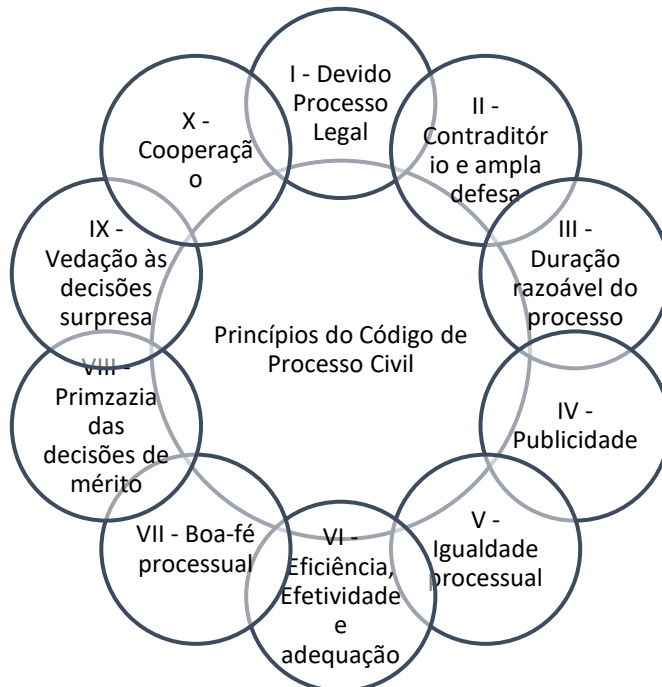 I - Devido
Processo
Legal
II -
Contraditór
io e ampla
defesa
III -
Duração
razoável do
processo
IV -
Publicidade
V -
Igualdade
processual
VI -
Eficiência,
Efetividade
e
adequação
VII - Boa-fé
processual
VIII -
Primzazia
das
decisões de
mérito
IX -
Vedação às
decisões
surpresa
X -
Cooperaçã
o
Princípios do Código de
Processo Civil